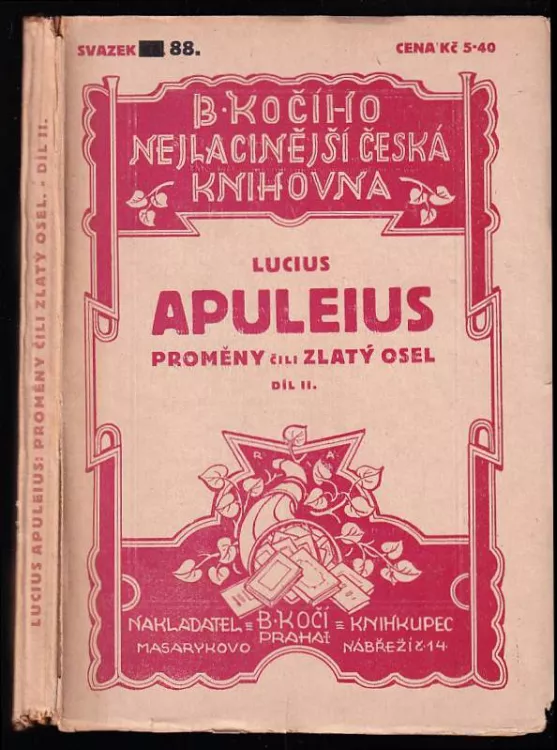 SVAZEK 88.
CENA Kč 5·40
B·KOČÍHO
NEJLACINĚJŠÍ ČESKÁ
KNIHOVNA
LUCIUS
APULEIUS
PROMĚNY ČILI ZLATÝ OSEL
DÍL II.
R A
NAKLADATEL = B·KOČÍ = KNIHKUPEC
PRAHA I
MASARYKOVO NÁBŘEŽÍ Č·14
LUCIUS APULEIUS: PROMĚNY ČILI ZLATÝ OSEL. - DÍL II.